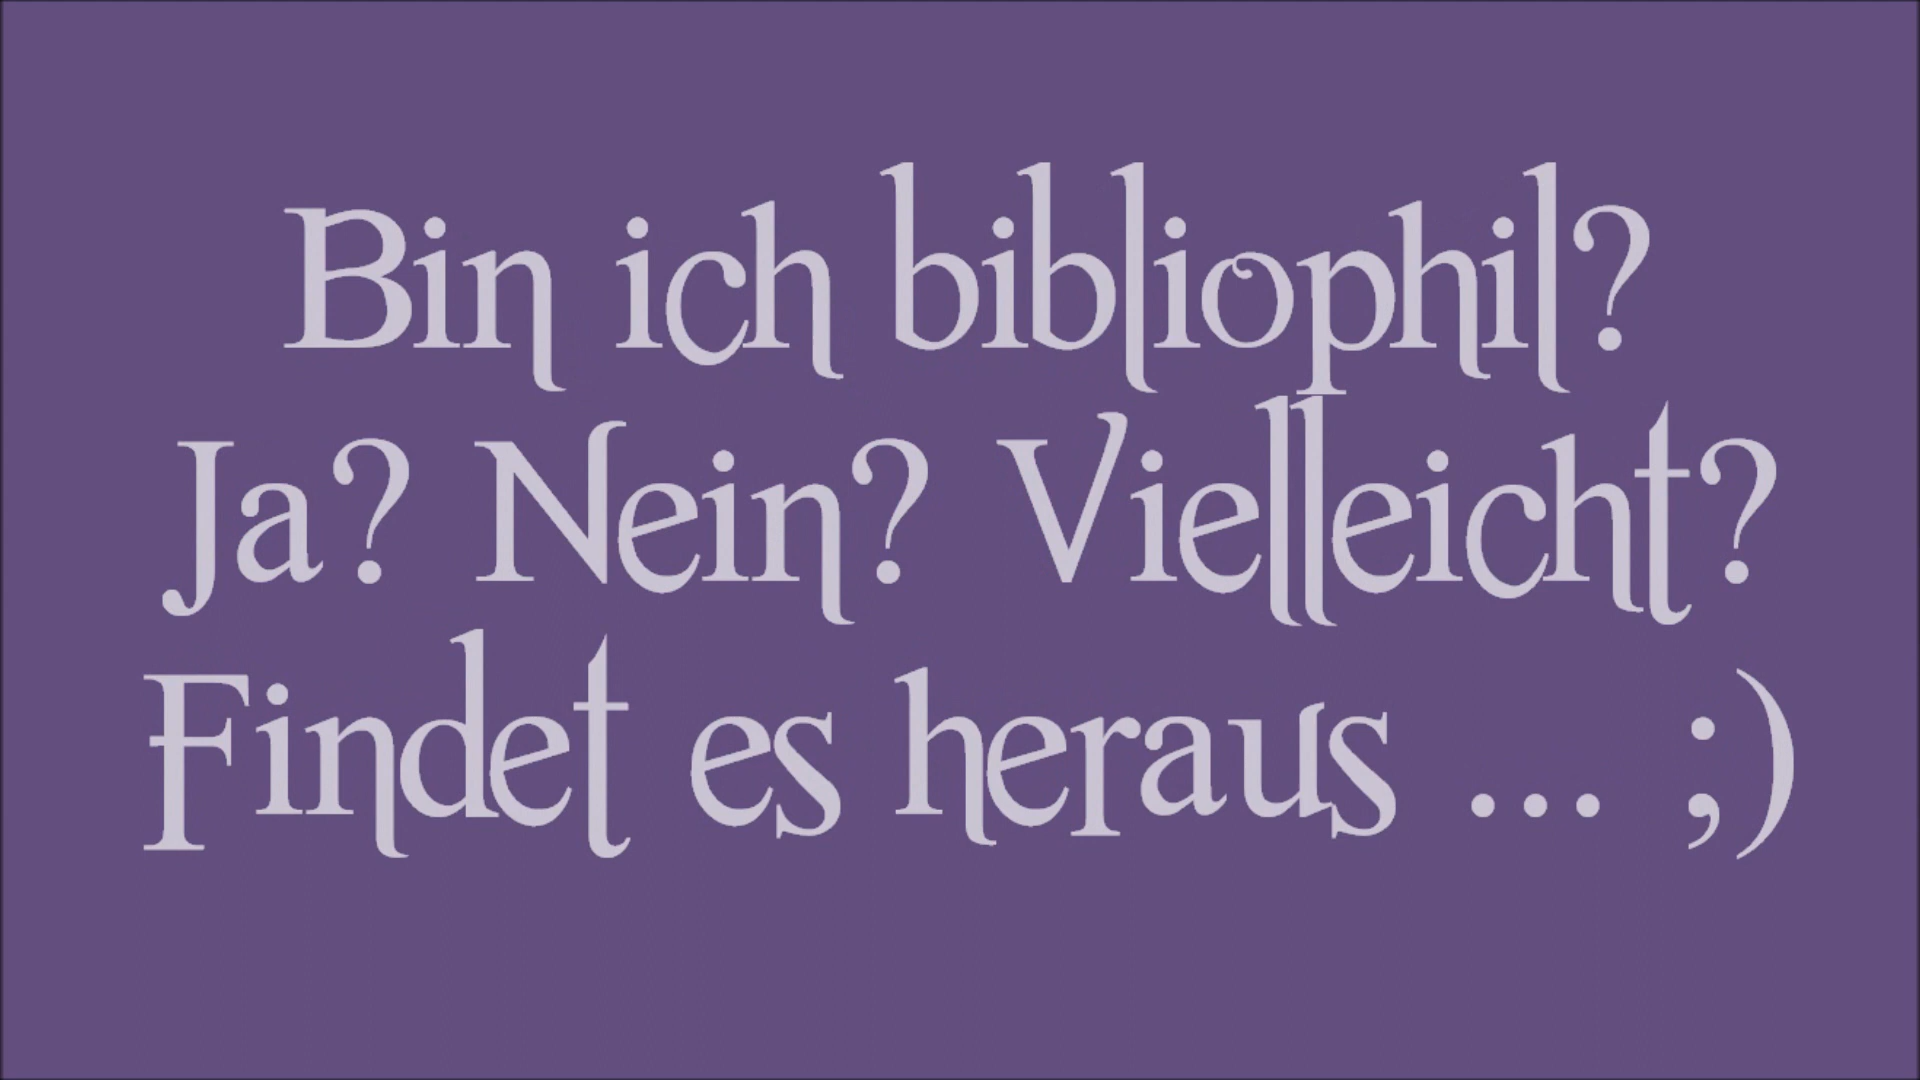 Bin ich bibliophil?
Ja? Nein? Vielleicht?
Findet es heraus ... ;)